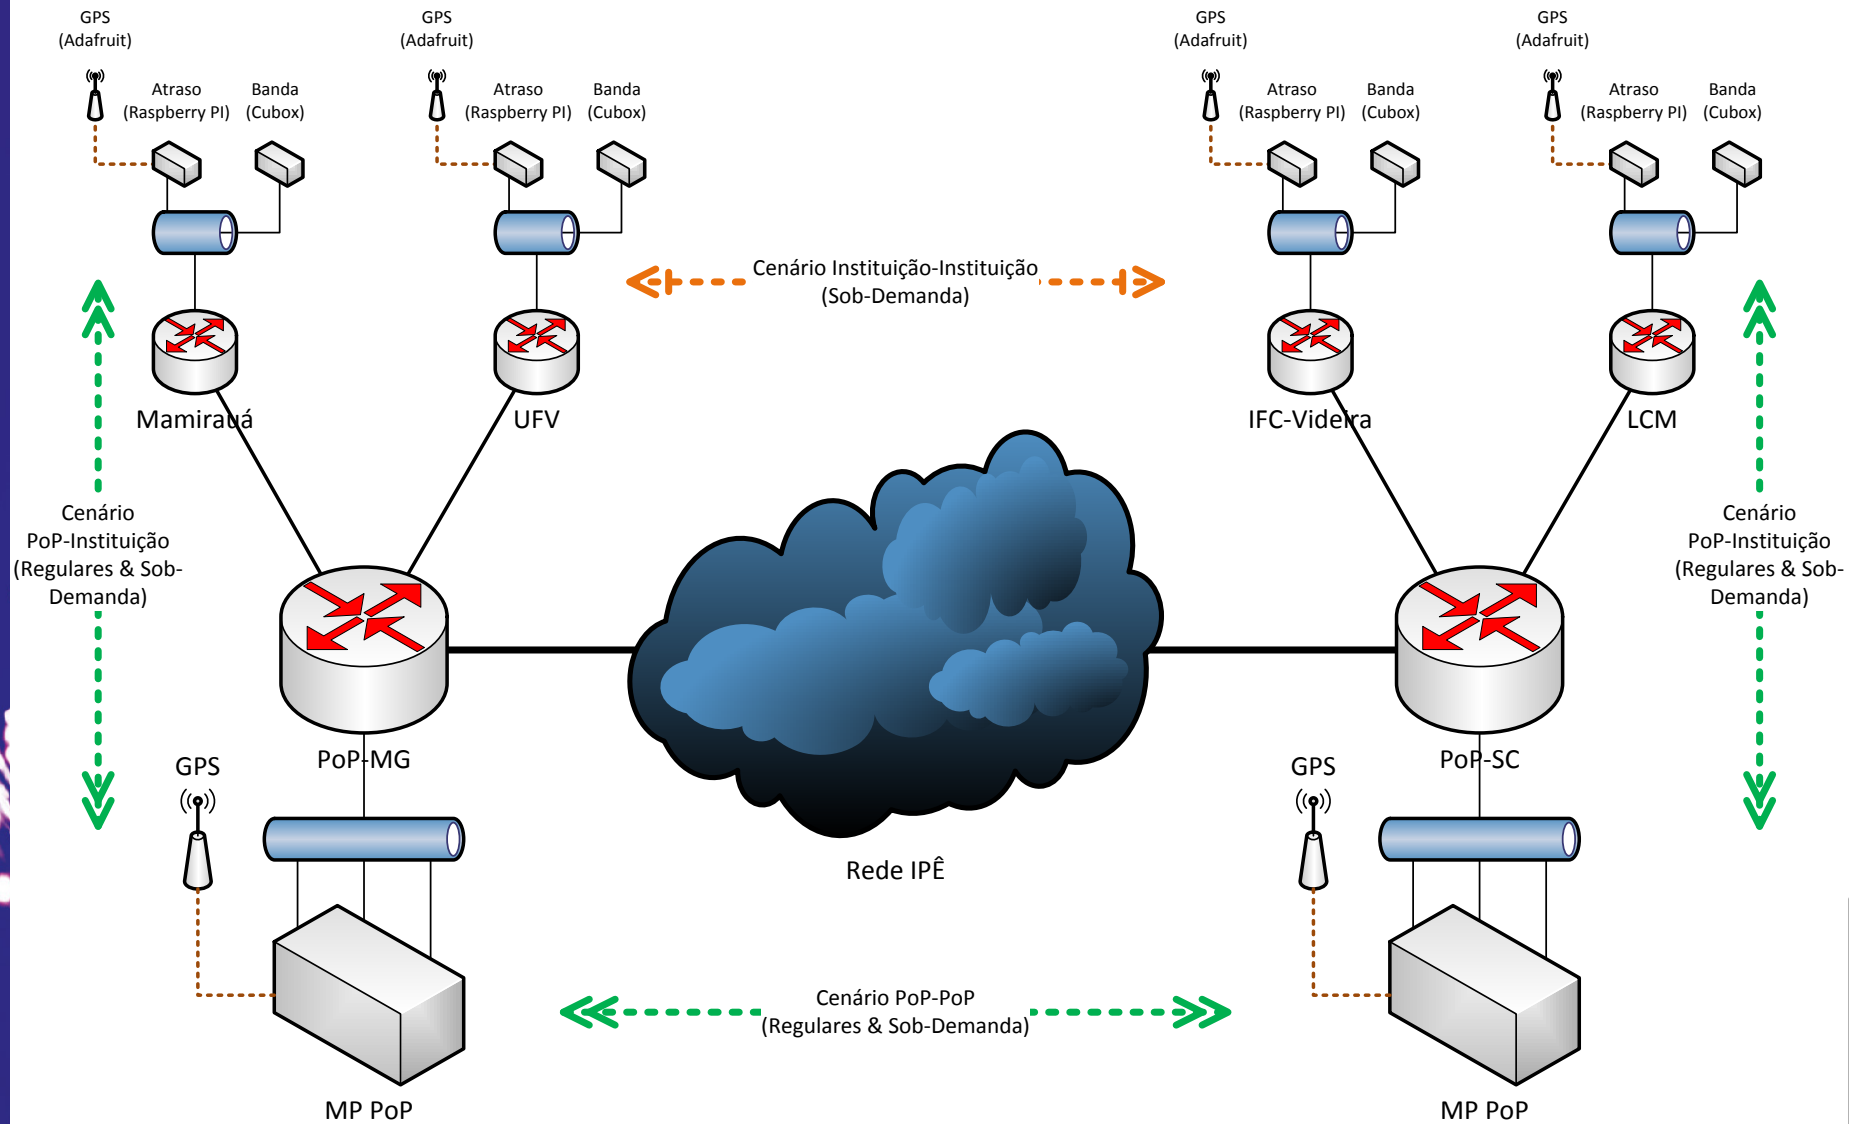 GPS
(Adafruit)
GPS
(Adafruit)
GPS
(Adafruit)
GPS
(Adafruit)
Atraso
(Raspberry PI)
Banda
(Cubox)
Atraso
(Raspberry PI)
Banda
(Cubox)
Atraso
(Raspberry PI)
Banda
(Cubox)
Atraso
(Raspberry PI)
Banda
(Cubox)
Cenário Instituição-Instituição
(Sob-Demanda)
Mamirauá
UFV
IFC-Videira
LCM
Cenário
PoP-Instituição
(Regulares & Sob-
Demanda)
Cenário
PoP-Instituição
(Regulares & Sob-
Demanda)
PoP-MG
PoP-SC
GPS
GPS
Rede IPÊ
Cenário PoP-PoP
(Regulares & Sob-Demanda)
MP PoP
MP PoP